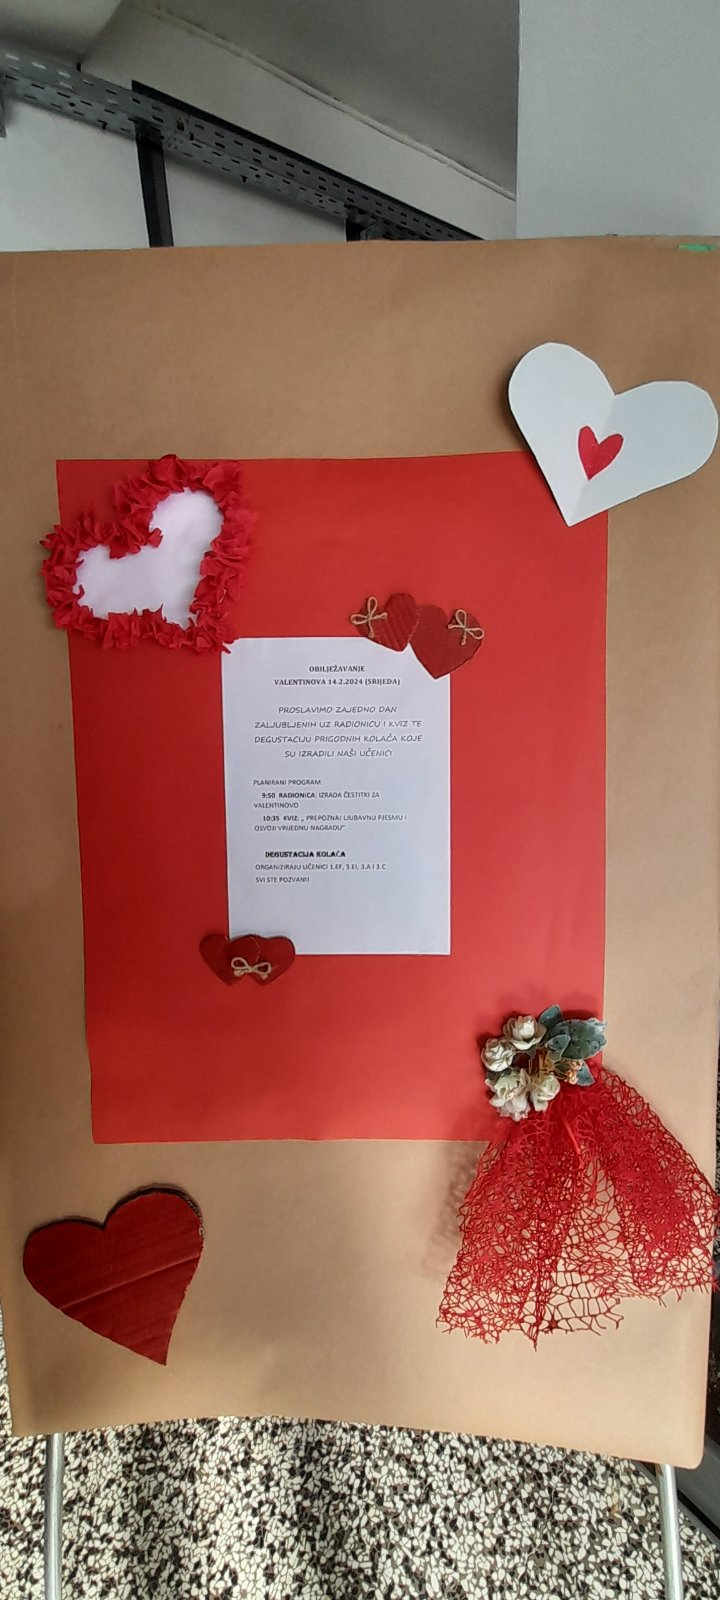 OBILJEŽAVANJE
VALENTINOVA 14.2.2024 (SRIJEDA)
PROSLAVIMO ZAJEDNO DAN
ZALJUBLJENIH UZ RADIONICU I KVIZ TE
DEGUSTACIJU PRIGODNIH KOLAČA KOJE
SU IZRADILI NAŠI UČENICI
PLANIRANI PROGRAM:
9:50 RADIONICA: IZRADA ČESTITKI ZA
VALENTINOVO
10:35 KVIZ: „ PREPOZNAJ LJUBAVNU PJESMU I
OSVOJI VRIJEDNU NAGRADU"
DEGUSTACIJA KOLAČA
ORGANIZIRAJU UČENICI 1.EF, 3.EI, 3.A I 3.C
SVI STE POZVANI!